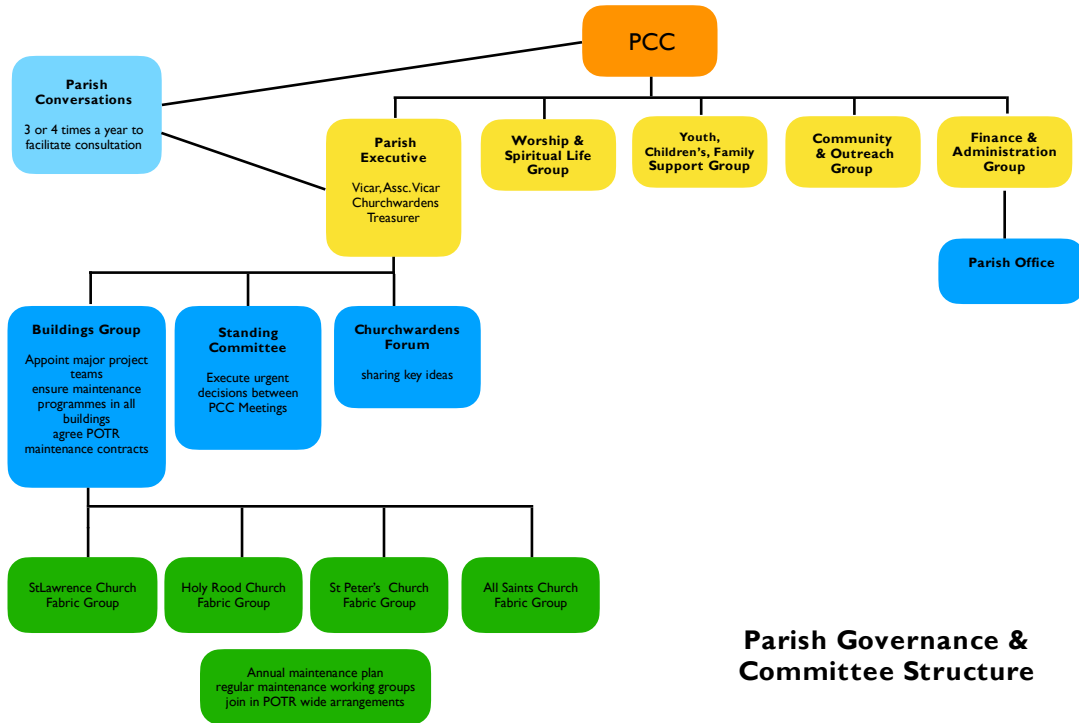 PCC
Parish
Conversations
3 or 4 times a year to
facilitate consultation
Parish
Executive
Vicar, Assc. Vicar
Churchwardens
Treasurer
Worship &
Spiritual Life
Group
Youth,
Children's, Family
Support Group
Community
& Outreach
Group
Finance &
Administration
Group
Parish Office
Buildings Group
Appoint major project
teams
ensure maintenance
programmes in all
buildings
agree POTR
maintenance contracts
Standing
Committee
Execute urgent
decisions between
PCC Meetings
Churchwardens
Forum
sharing key ideas
StLawrence Church
Fabric Group
Holy Rood Church
Fabric Group
St Peter's Church
Fabric Group
All Saints Church
Fabric Group
Annual maintenance plan
regular maintenance working groups
join in POTR wide arrangements
Parish Governance &
Committee Structure